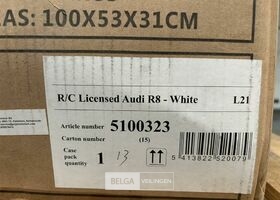 AS: 100X53X31CM
R/C Licensed Audi R8 - White L21
Article number 5100323
Carton number (15)
Case
pack 1 13
quantity
5 413822 520079
BELGA VEILINGEN